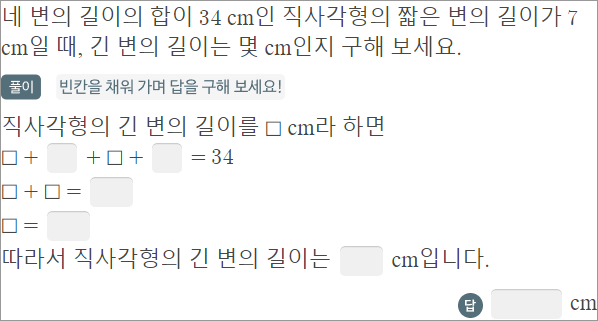 네 변의 길이의 합이 34 cm인 직사각형의 짧은 변의 길이가 7
cm일 때, 긴 변의 길이는 몇 cm인지 구해 보세요.
풀이 빈칸을 채워 가며 답을 구해 보세요!
직사각형의 긴 변의 길이를 □ cm라 하면
□ + + □ + = 34
□ + □ =
□ =
따라서 직사각형의 긴 변의 길이는 cm입니다.
답 cm